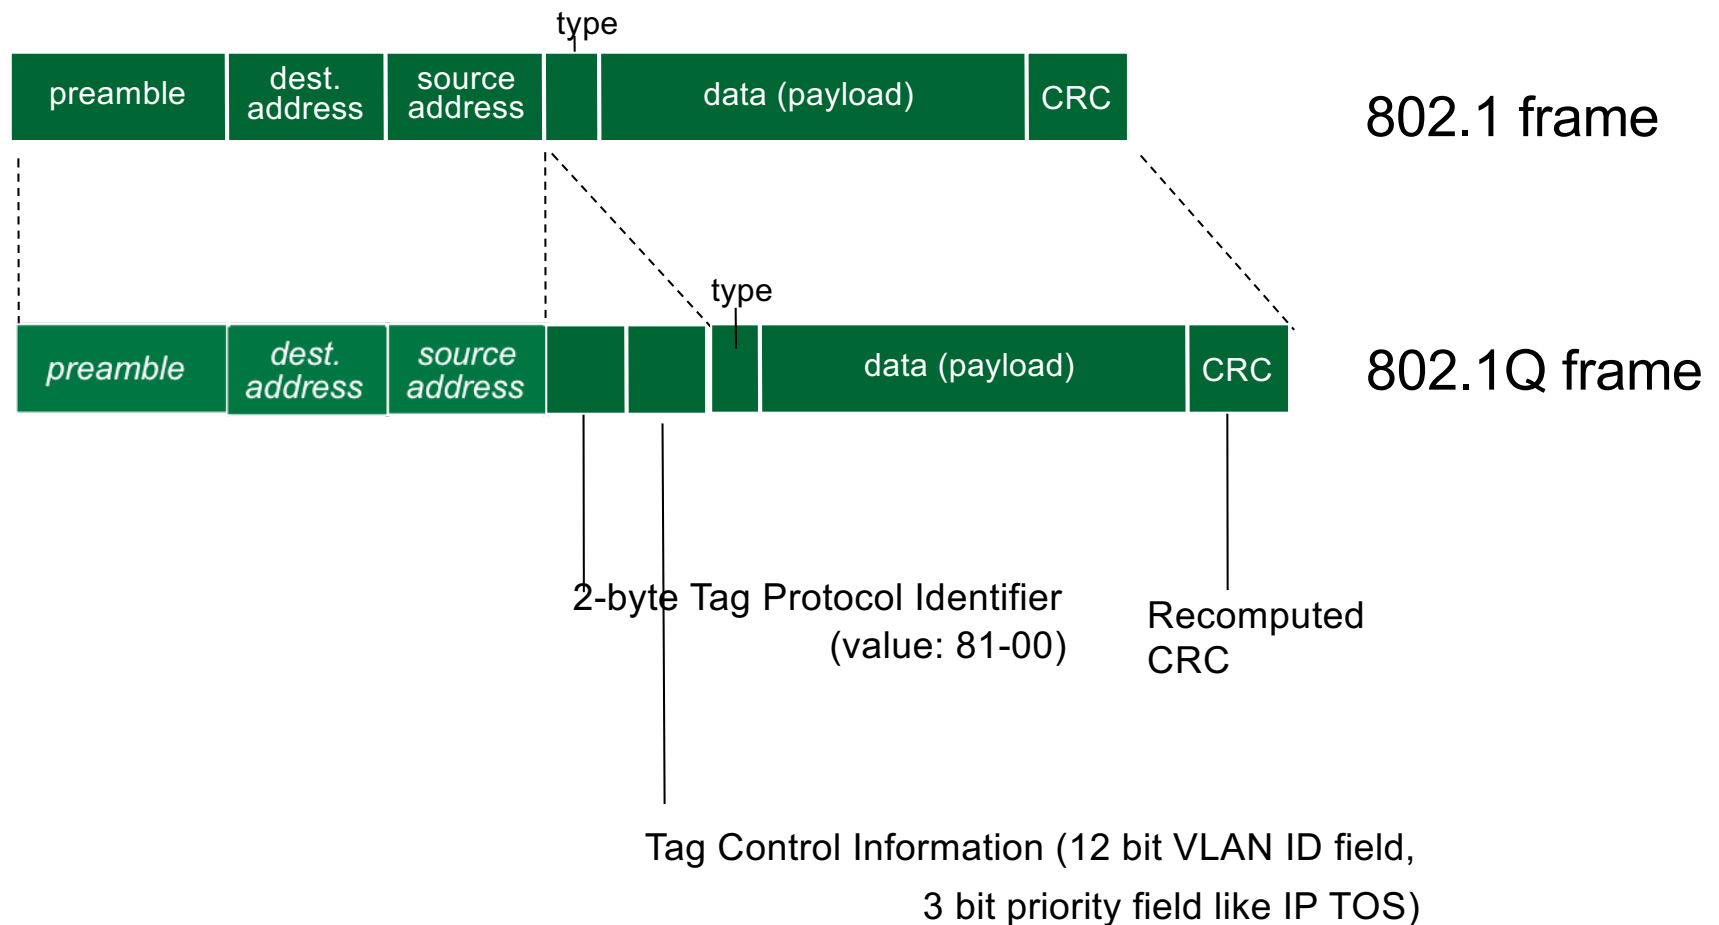 type
preamble
dest.
address
source
address
data (payload)
CRC
802.1 frame
type
preamble
dest.
address
source
address
data (payload)
CRC
802.1Q frame
2-byte Tag Protocol Identifier
(value: 81-00)
Recomputed
CRC
Tag Control Information (12 bit VLAN ID field,
3 bit priority field like IP TOS)